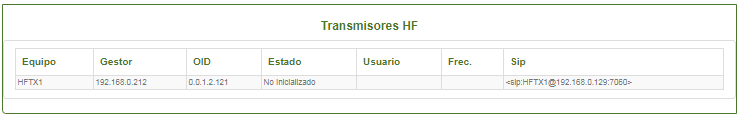 Transmisores HF
Equipo Gestor OID Estado Usuario Frec. Sip
HFTX1 192.168.0.212 0.0.1.2.121 No Inicializado <sip:HFTX1@192.168.0.129:7060>